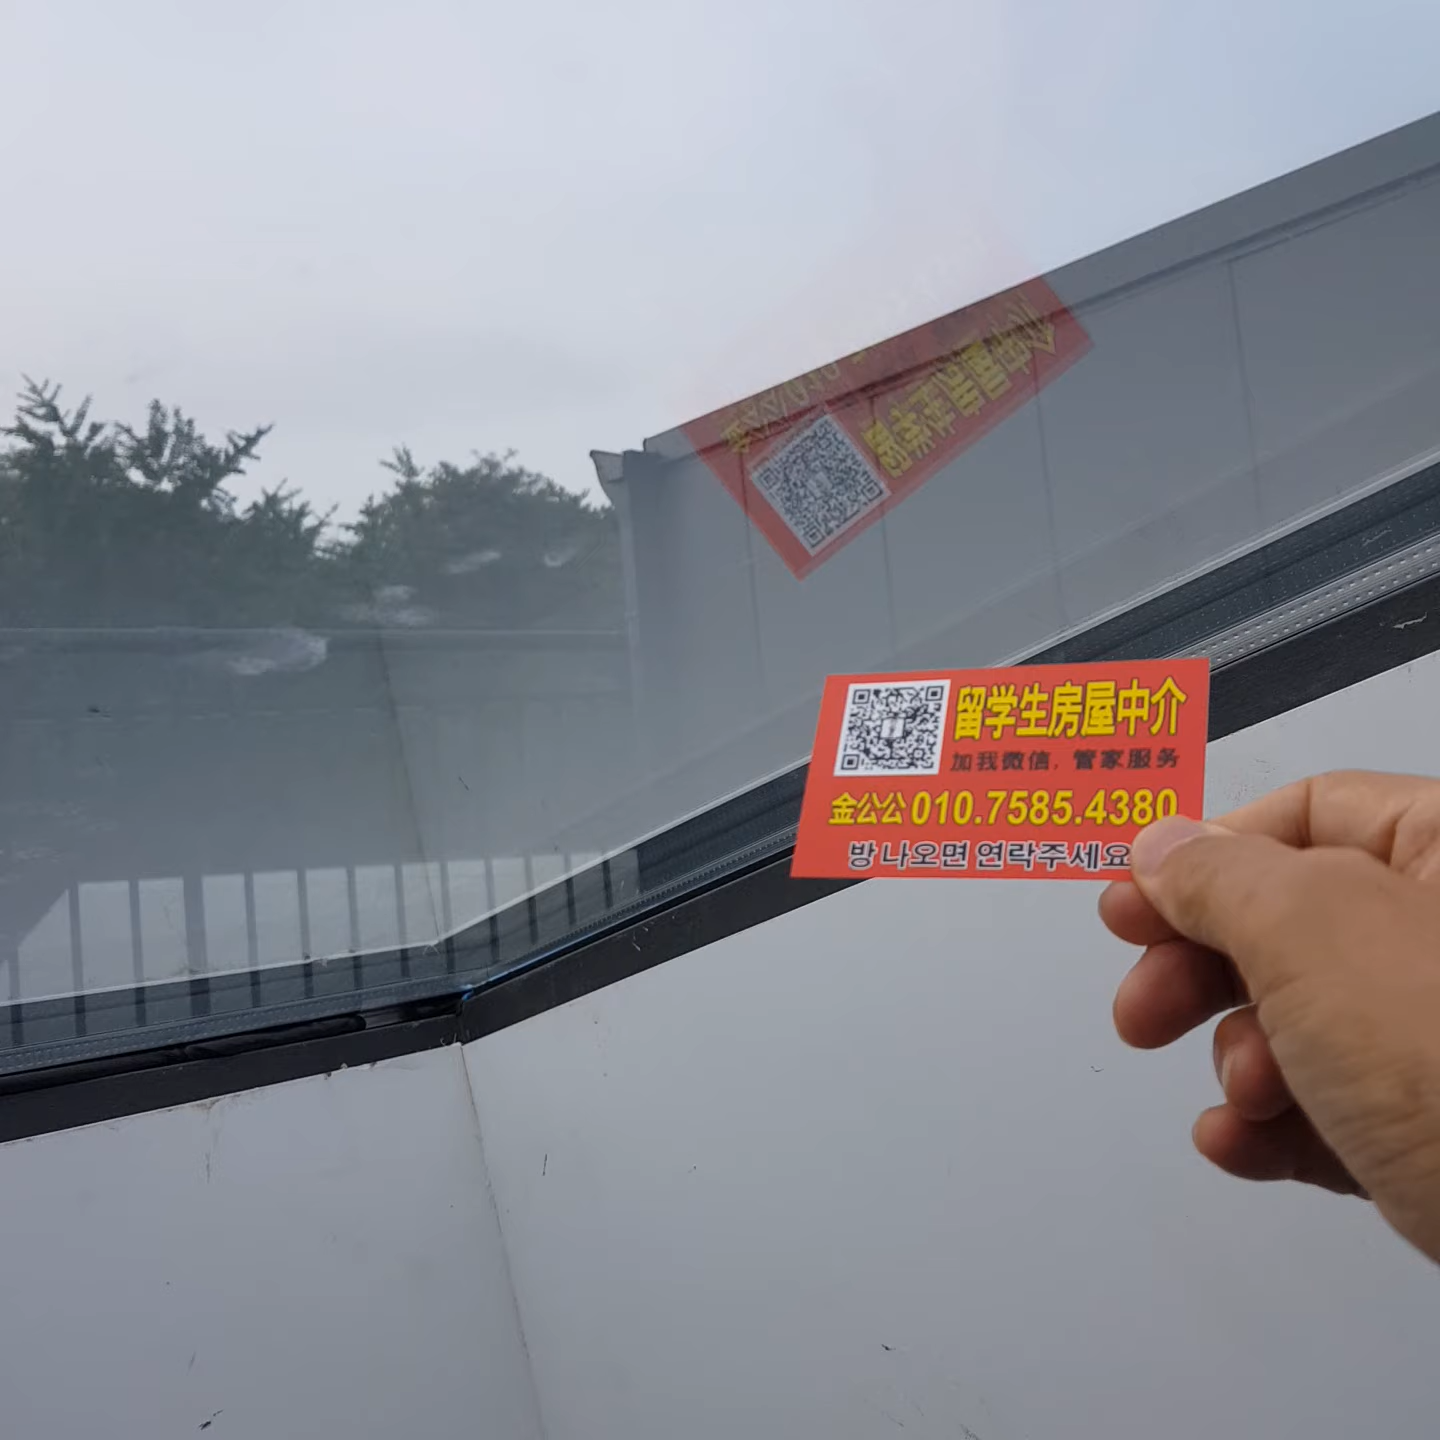 留学生房屋中介
加我微信，管家服务
金公公 010.7585.4380
방 나오면 연락주세요